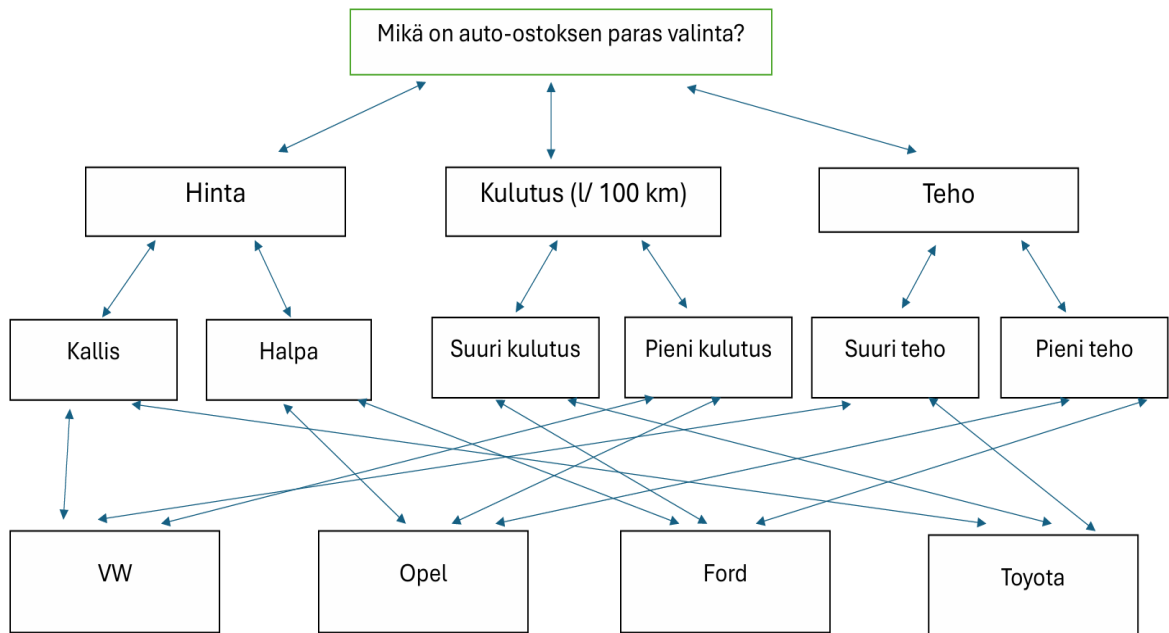 Mikä on auto-ostoksen paras valinta?
Hinta
Kulutus (l/ 100 km)
Teho
Kallis
Halpa
Suuri kulutus
Pieni kulutus
Suuri teho
Pieni teho
VW
Opel
Ford
Toyota